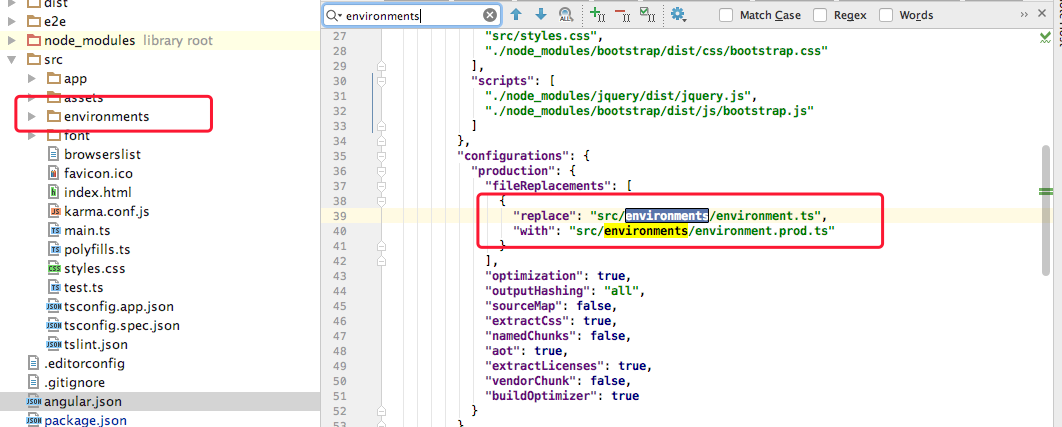 dist
e2e
node_modules library root
src
app
assets
environments
font
browserslist
favicon.ico
index.html
karma.conf.js
main.ts
polyfills.ts
styles.css
test.ts
tsconfig.app.json
tsconfig.spec.json
tslint.json
.editorconfig
.gitignore
angular.json
package.json
environments
Match Case
Regex
Words
27 "src/styles.css",
28 "./node_modules/bootstrap/dist/css/bootstrap.css"
29 ],
30 "scripts": [
31 "./node_modules/jquery/dist/jquery.js",
32 "./node_modules/bootstrap/dist/js/bootstrap.js"
33 ]
34 },
35 "configurations": {
36 "production": {
37 "fileReplacements": [
38 {
39 "replace": "src/environments/environment.ts",
40 "with": "src/environments/environment.prod.ts"
41 }
42 ],
43 "optimization": true,
44 "outputHashing": "all",
45 "sourceMap": false,
46 "extractCss": true,
47 "namedChunks": false,
48 "aot": true,
49 "extractLicenses": true,
50 "vendorChunk": false,
51 "buildOptimizer": true
52 }
53 },